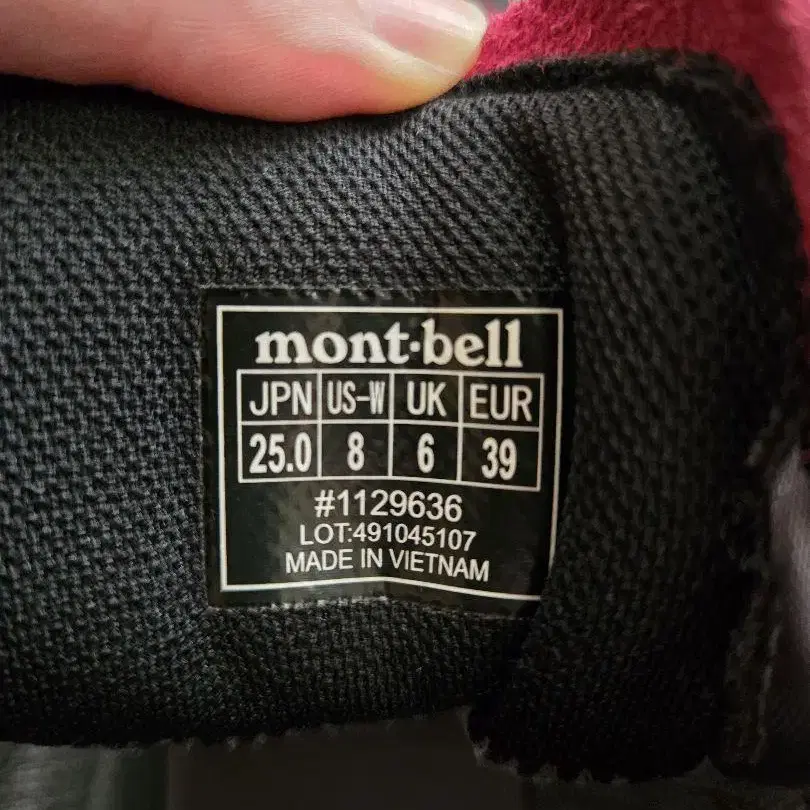 mont-bell
JPN US-W UK EUR
25.0 8 6 39
#1129636
LOT:491045107
MADE IN VIETNAM